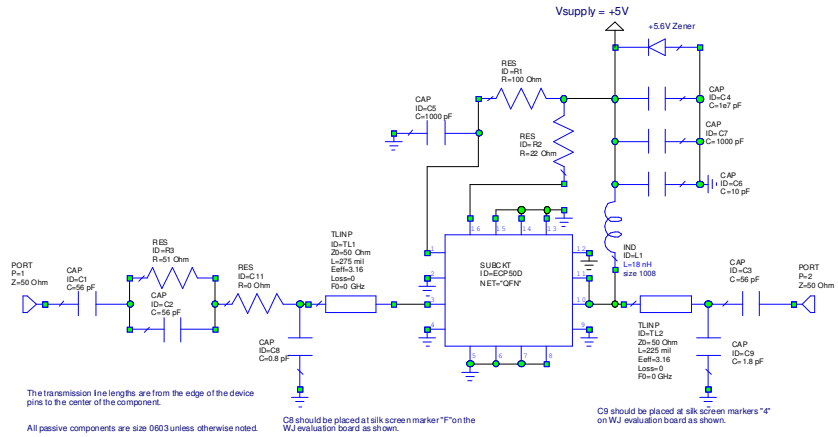 Vsupply = +5V
+5.6V Zener
RES
ID=R1
R=100 Ohm
CAP
ID=C5
C=1000 pF
RES
ID=R2
R=22 Ohm
CAP
ID=C4
C=1e7 pF
CAP
ID=C7
C=1000 pF
CAP
ID=C6
C=10 pF
16
15
14
13
1
2
3
4
12
11
10
9
5
6
7
8
SUBCKT
ID=ECP50D
NET="QFN"
IND
ID=L1
L=18 nH
size 1008
PORT
P=1
Z=50 Ohm
CAP
ID=C1
C=56 pF
RES
ID=R3
R=51 Ohm
CAP
ID=C2
C=56 pF
RES
ID=C11
R=0 Ohm
TLINP
ID=TL1
Z0=50 Ohm
L=275 mil
Eeff=3.16
Loss=0
F0=0 GHz
CAP
ID=C8
C=0.8 pF
CAP
ID=C3
C=56 pF
PORT
P=2
Z=50 Ohm
TLINP
ID=TL2
Z0=50 Ohm
L=225 mil
Eeff=3.16
Loss=0
F0=0 GHz
CAP
ID=C9
C=1.8 pF
The transmission line lengths are from the edge of the device
pins to the center of the component.
All passive components are size 0603 unless otherwise noted.
C8 should be placed at silk screen marker "F" on the
WJ evaluation board as shown.
C9 should be placed at silk screen markers "4"
on WJ evaluation board as shown.